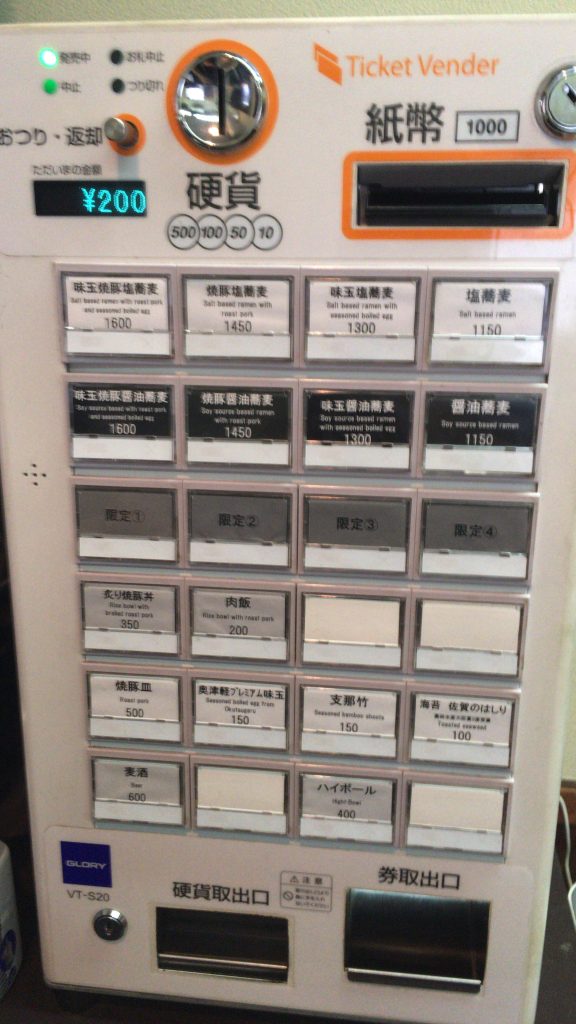 発売中
お札中止
中止
つり切れ
Ticket Vender
おつり・返却
ただいまの金額
¥200
硬貨
500 100 50 10
紙幣 1000
味玉焼豚塩蕎麦
Salt based ramen with roast pork
and seasoned boiled egg
1600
焼豚塩蕎麦
Salt based ramen with
roast pork
1450
味玉塩蕎麦
Salt based ramen with
seasoned boiled egg
1300
塩蕎麦
Salt based ramen
1150
味玉焼豚醤油蕎麦
Soy source based with roast pork
and seasoned boiled egg
1600
焼豚醤油蕎麦
Soy source based ramen
with roast pork
1450
味玉醤油蕎麦
Soy source based ramen
with seasoned boiled egg
1300
醤油蕎麦
Soy source based ramen
1150
限定①
限定②
限定③
限定④
炙り焼豚丼
Rice bowl with
broiled roast pork
350
肉飯
Rice bowl with roast pork
200
焼豚皿
Roast pork
500
奥津軽プレミアム味玉
Seasoned boiled egg from
Okutsugaru
150
支那竹
Seasoned bamboo shoots
150
海苔 佐賀のはしり
Toasted seaweed
100
麦酒
Beer
600
ハイボール
Hight Bowl
400
GLORY
VT-S20
硬貨取出口
注意
券取出口